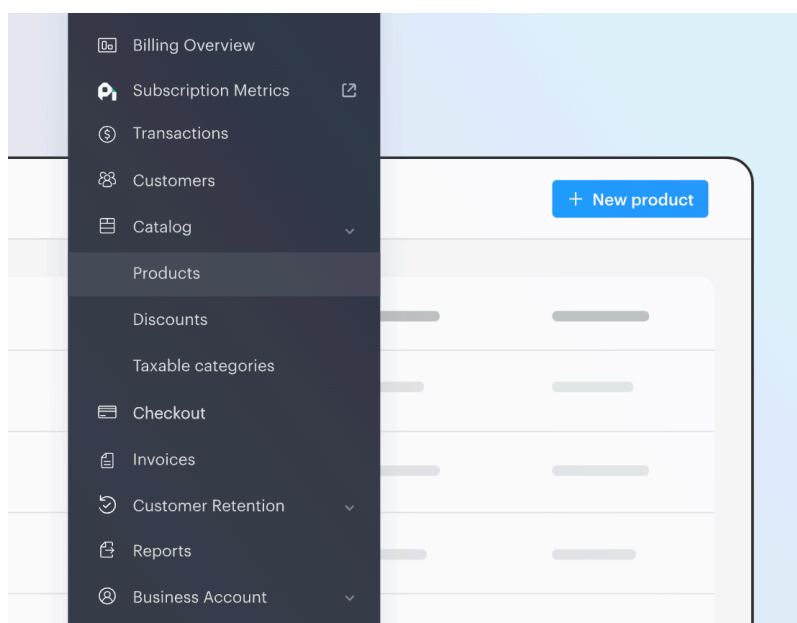 Billing Overview
Subscription Metrics
Transactions
Customers
Catalog
+ New product
Products
Discounts
Taxable categories
Checkout
Invoices
Customer Retention
Reports
Business Account